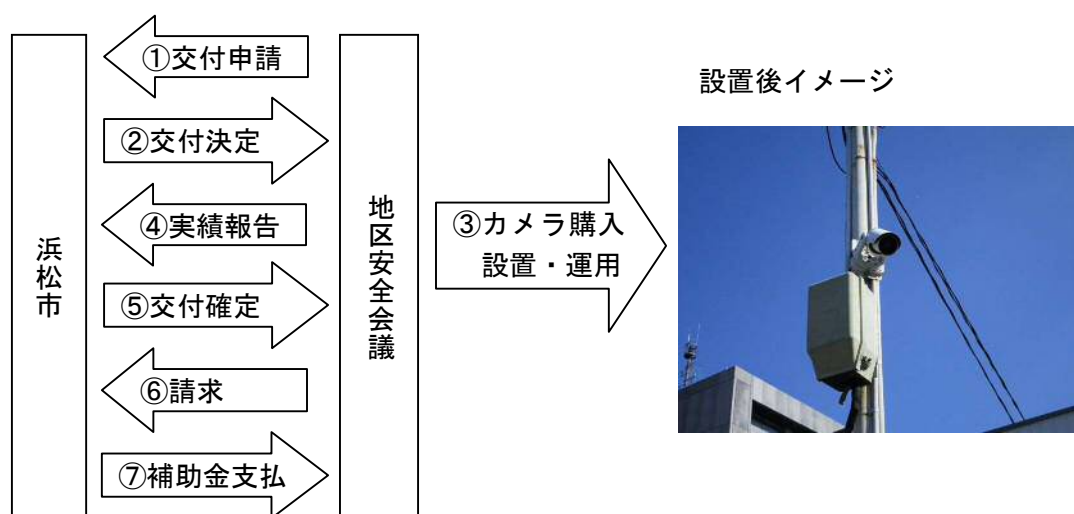 ①交付申請
設置後イメージ
②交付決定
③カメラ購入
設置・運用
④実績報告
浜松市
地区安全会議
⑤交付確定
⑥請求
⑦補助金支払